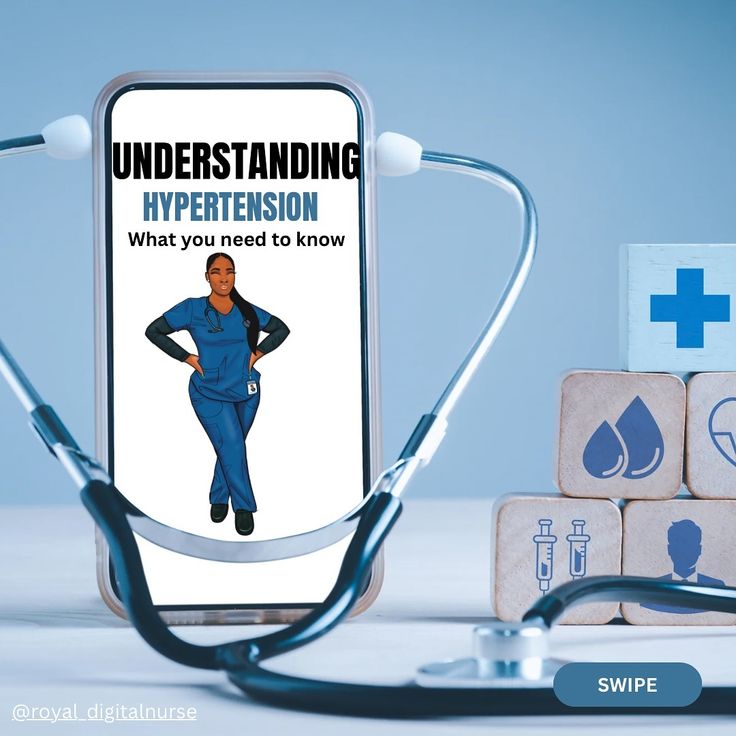 UNDERSTANDING
HYPERTENSION
What you need to know
SWIPE
@royal_digitalnurse